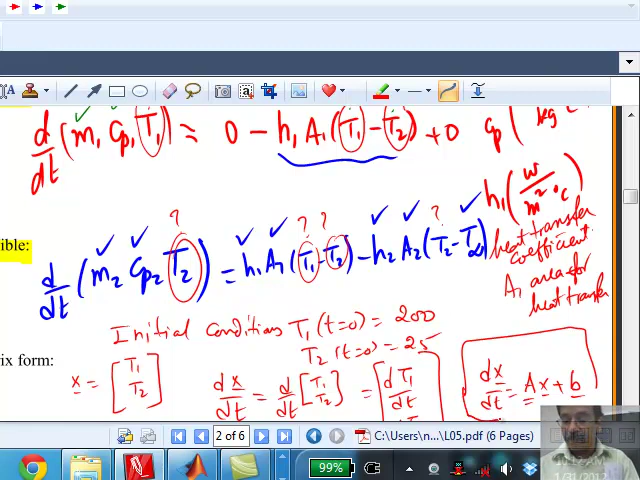 d/dt (m₁ Cp₁ T₁) = 0 - h₁ A₁ (T₁ - T₂) + 0 Cp (
h₁ ( W/m² °C )
heat transfer
coefficient.
A₁ area for
heat transfer
? ? ? ?
ible:
d/dt (m₂ Cp₂ T₂) = h₁ A₁ (T₁ - T₂) - h₂ A₂ (T₂ - T∞)
Initial conditions T₁ (t=0) = 200
T₂ (t=0) = 25
rix form:
x = [T₁ T₂] dx/dt = d/dt [T₁ T₂] = [dT₁/dt dx/dt = A x + b
2 of 6
C:\Users\n...\L05.pdf (6 Pages)
99%